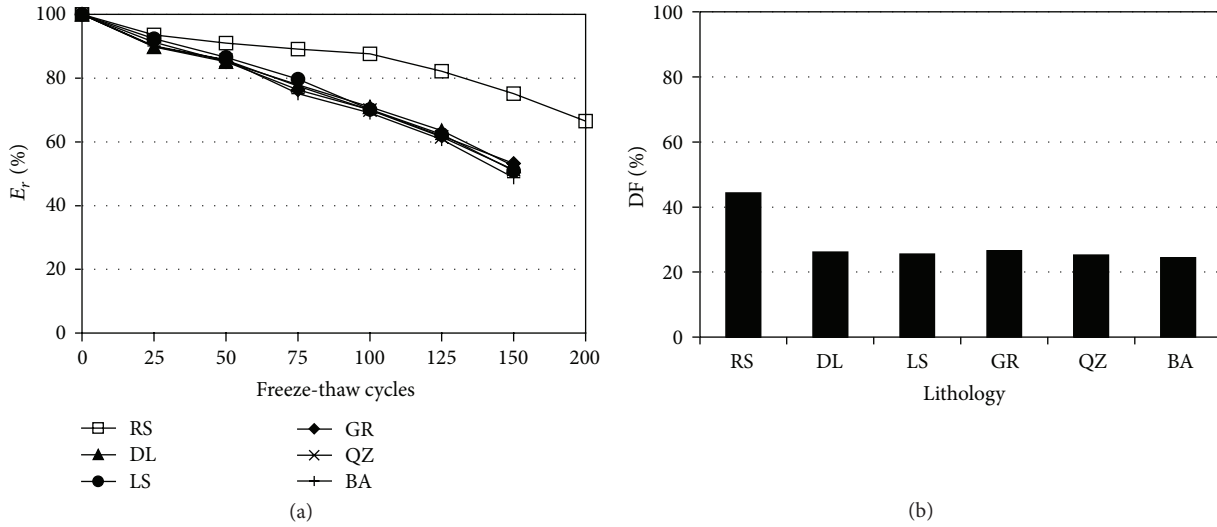 100
80
60
40
20
0
E_r (%)
0 25 50 75 100 125 150 200
Freeze-thaw cycles
RS
DL
LS
GR
QZ
BA
(a)
100
80
60
40
20
0
DF (%)
RS DL LS GR QZ BA
Lithology
(b)